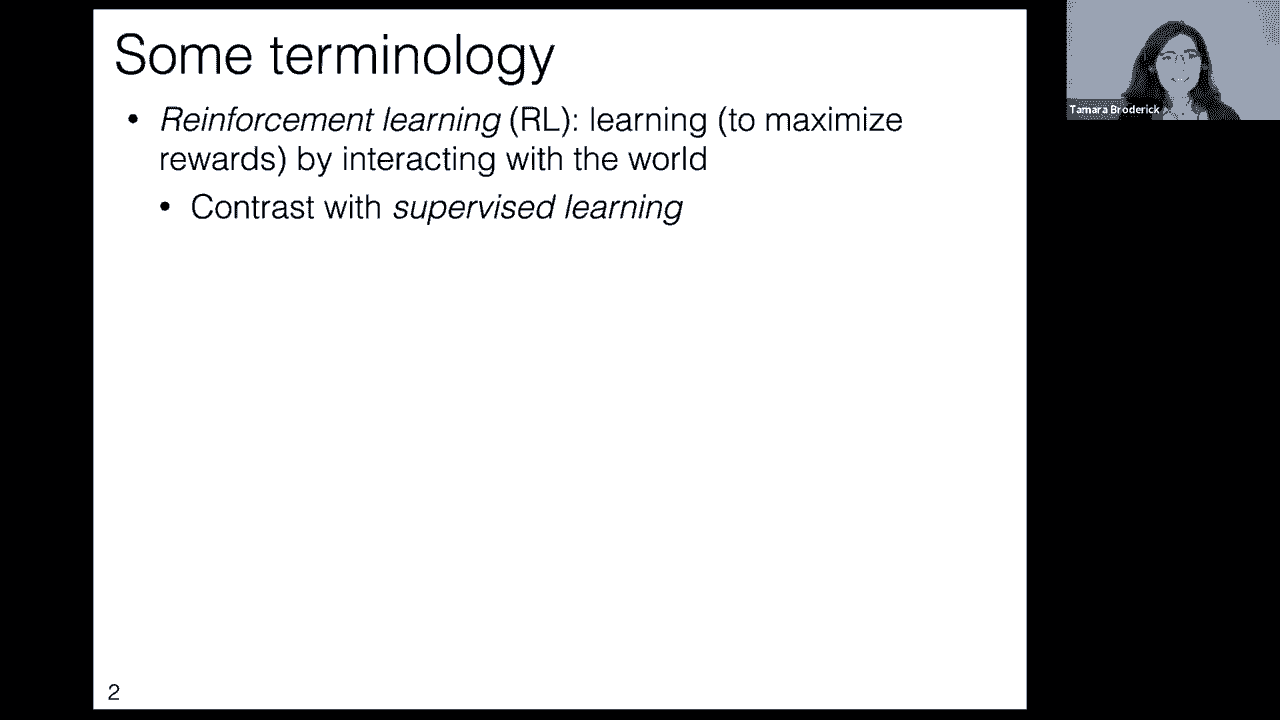 Some terminology
• Reinforcement learning (RL): learning (to maximize
rewards) by interacting with the world
• Contrast with supervised learning
2
Tamara Broderick